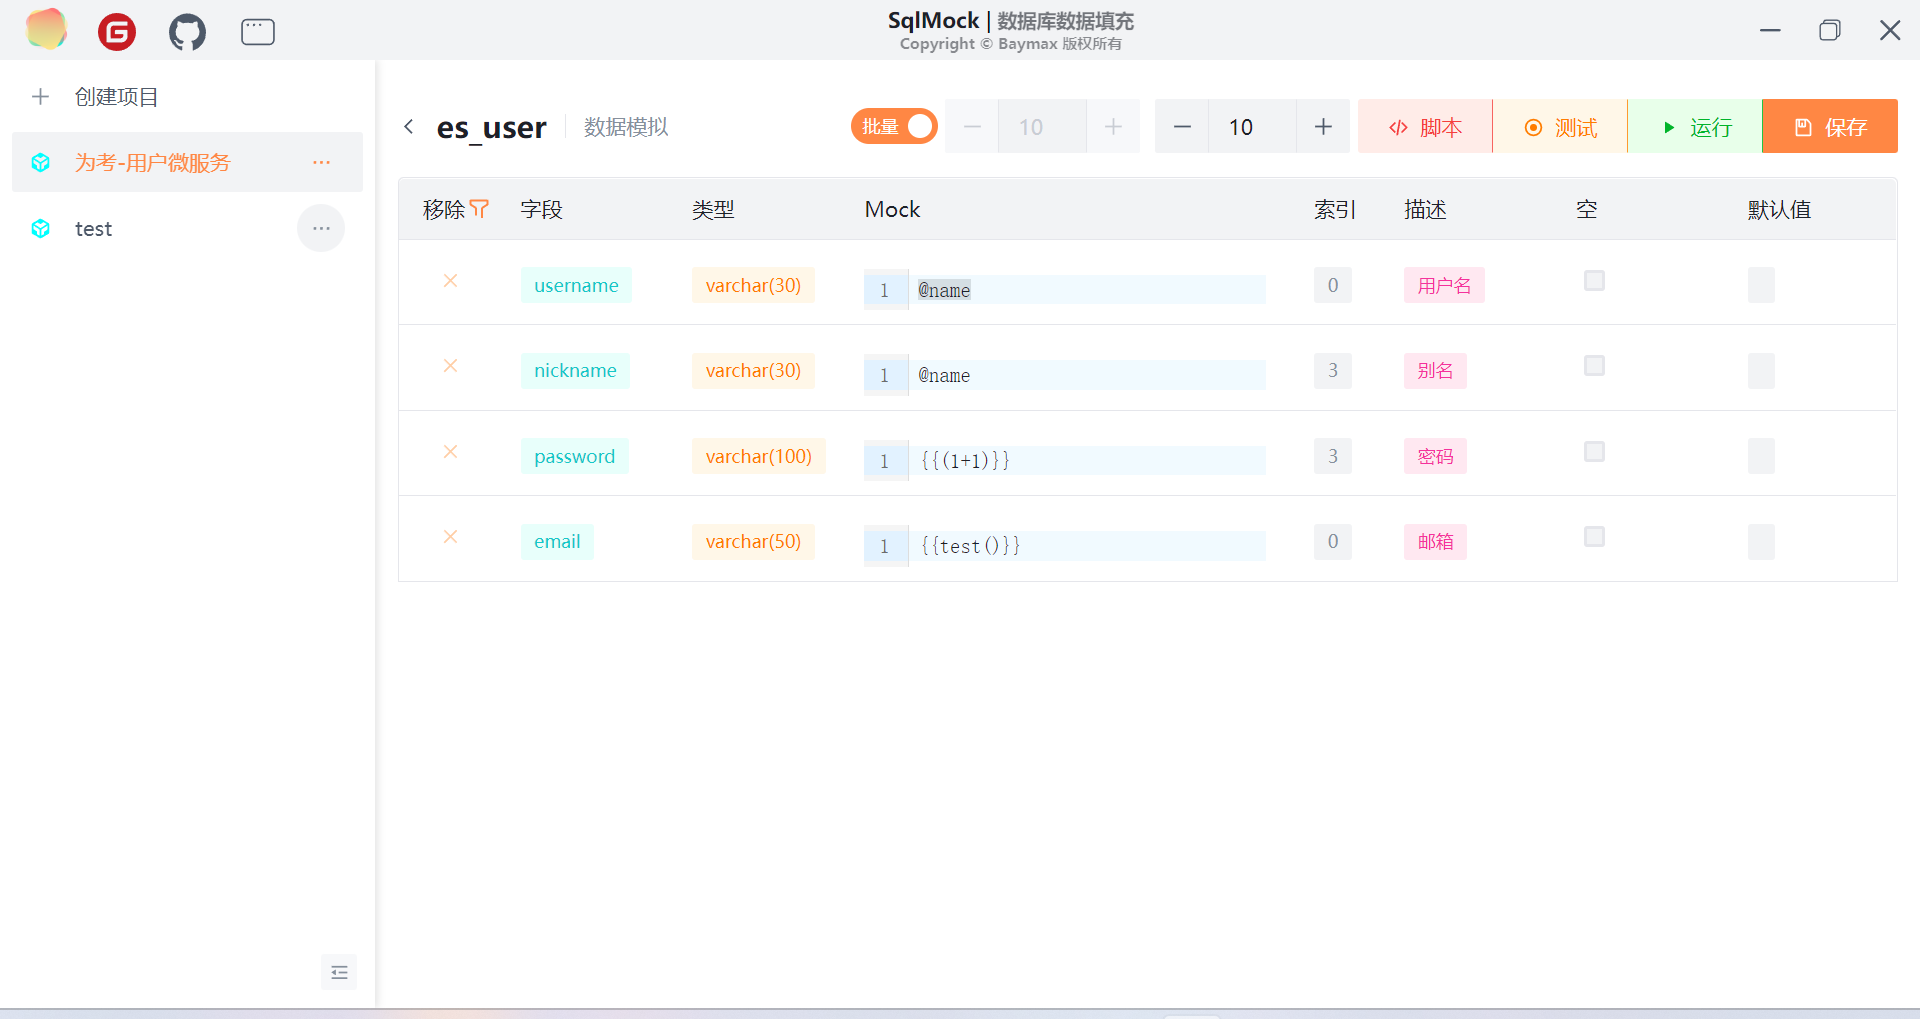 SqlMock | 数据库数据填充
Copyright © Baymax 版权所有
创建项目
为考-用户微服务
test
es_user 数据模拟 批量 10 10 脚本 测试 运行 保存
移除 字段 类型 Mock 索引 描述 空 默认值
username varchar(30) 1 @name 0 用户名
nickname varchar(30) 1 @name 3 别名
password varchar(100) 1 {{(1+1)}} 3 密码
email varchar(50) 1 {{test()}} 0 邮箱